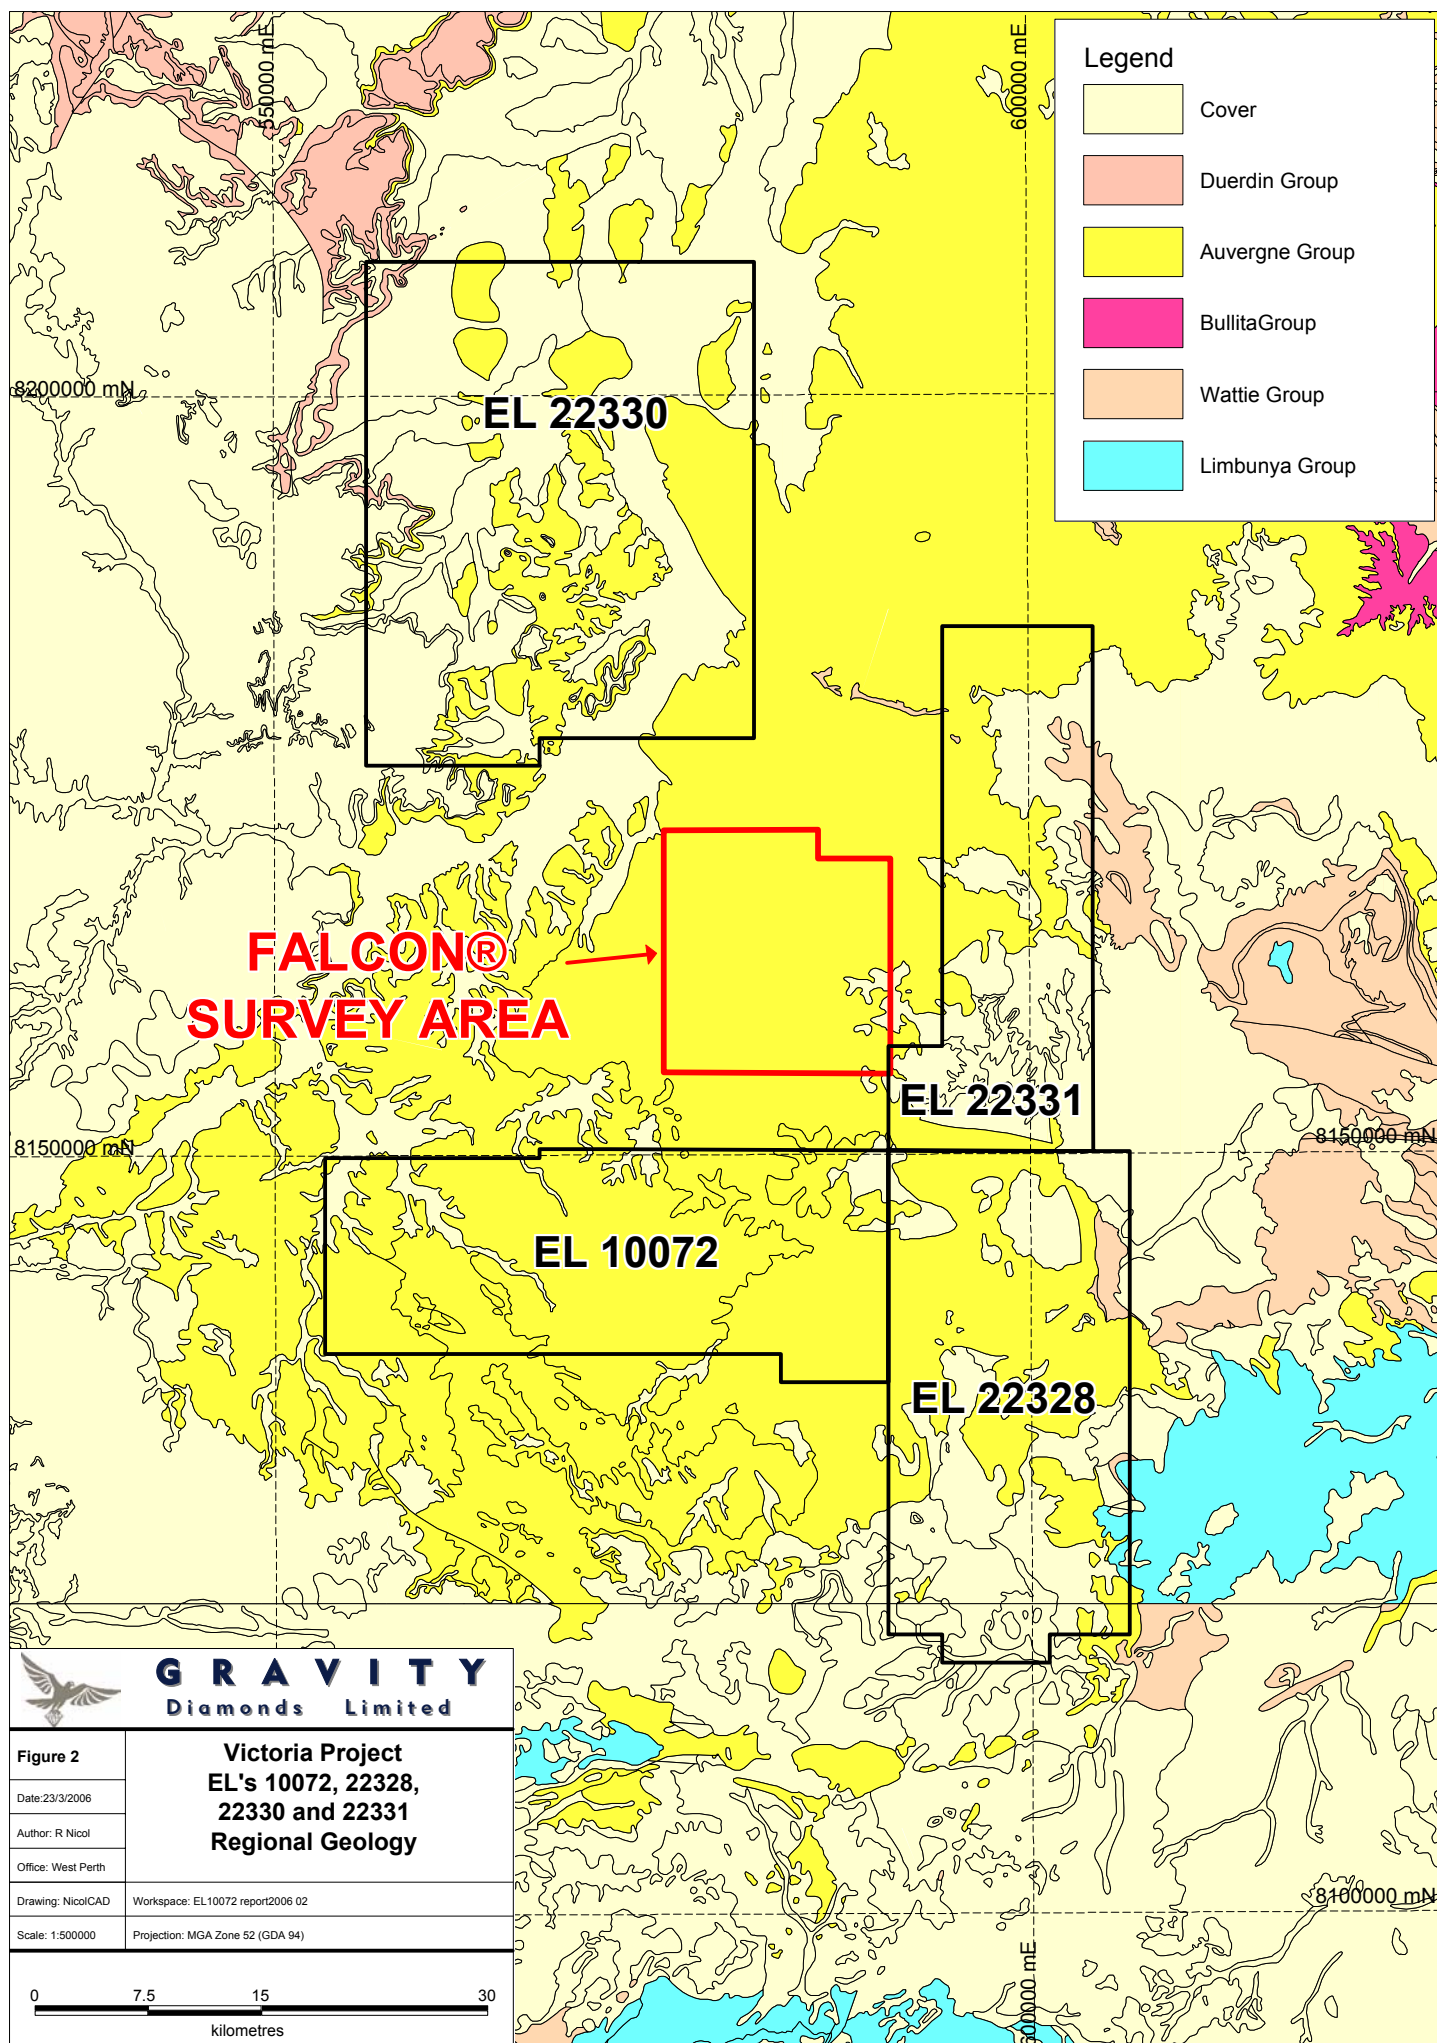 550000 mE
600000 mE
Legend
Cover
Duerdin Group
Auvergne Group
BullitaGroup
Wattie Group
Limbunya Group
8200000 mN
EL 22330
FALCON®
SURVEY AREA
EL 22331
8150000 mN
8150000 mN
EL 10072
EL 22328
GRAVITY
Diamonds Limited
Figure 2
Date:23/3/2006
Author: R Nicol
Office: West Perth
Drawing: NicolCAD
Scale: 1:500000
Victoria Project
EL's 10072, 22328,
22330 and 22331
Regional Geology
Workspace: EL10072 report2006 02
Projection: MGA Zone 52 (GDA 94)
8100000 mN
600000 mE
0 7.5 15 30
kilometres